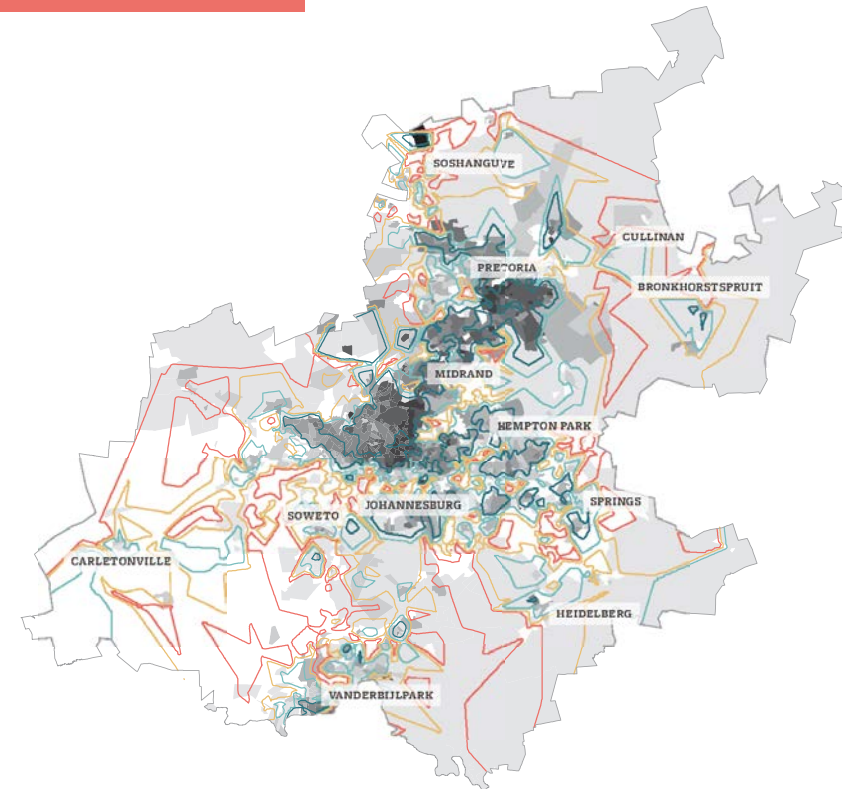 SOSHANGUVE
CULLINAN
PRETORIA
BRONKHORSTSPRUIT
MIDRAND
HEMPTON PARK
SPRINGS
JOHANNESBURG
SOWETO
CARLETONVILLE
HEIDELBERG
VANDERBIJLPARK